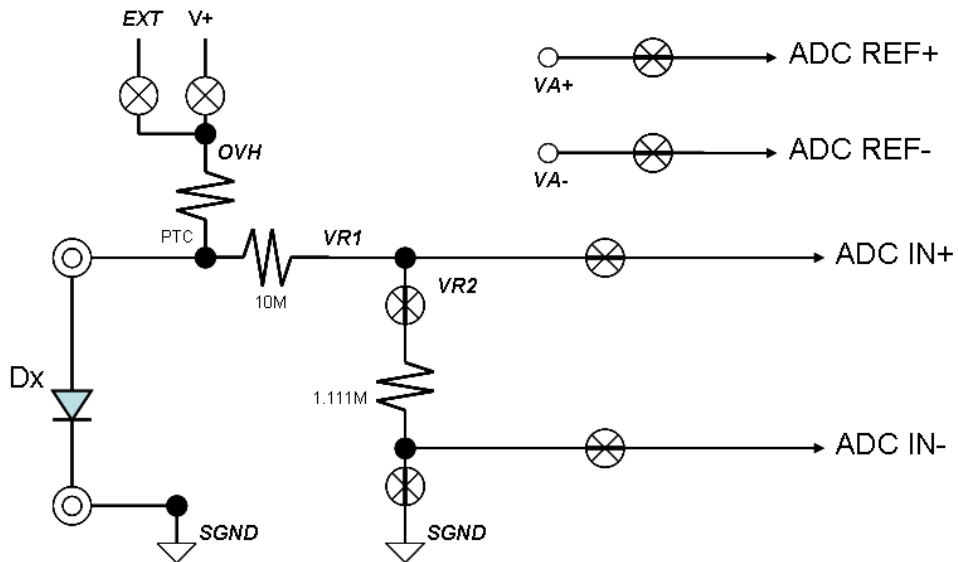 EXT V+
ADC REF+
VA+
OVH
ADC REF-
VA-
PTC
VR1
ADC IN+
10M
VR2
Dx
1.111M
ADC IN-
SGND
SGND